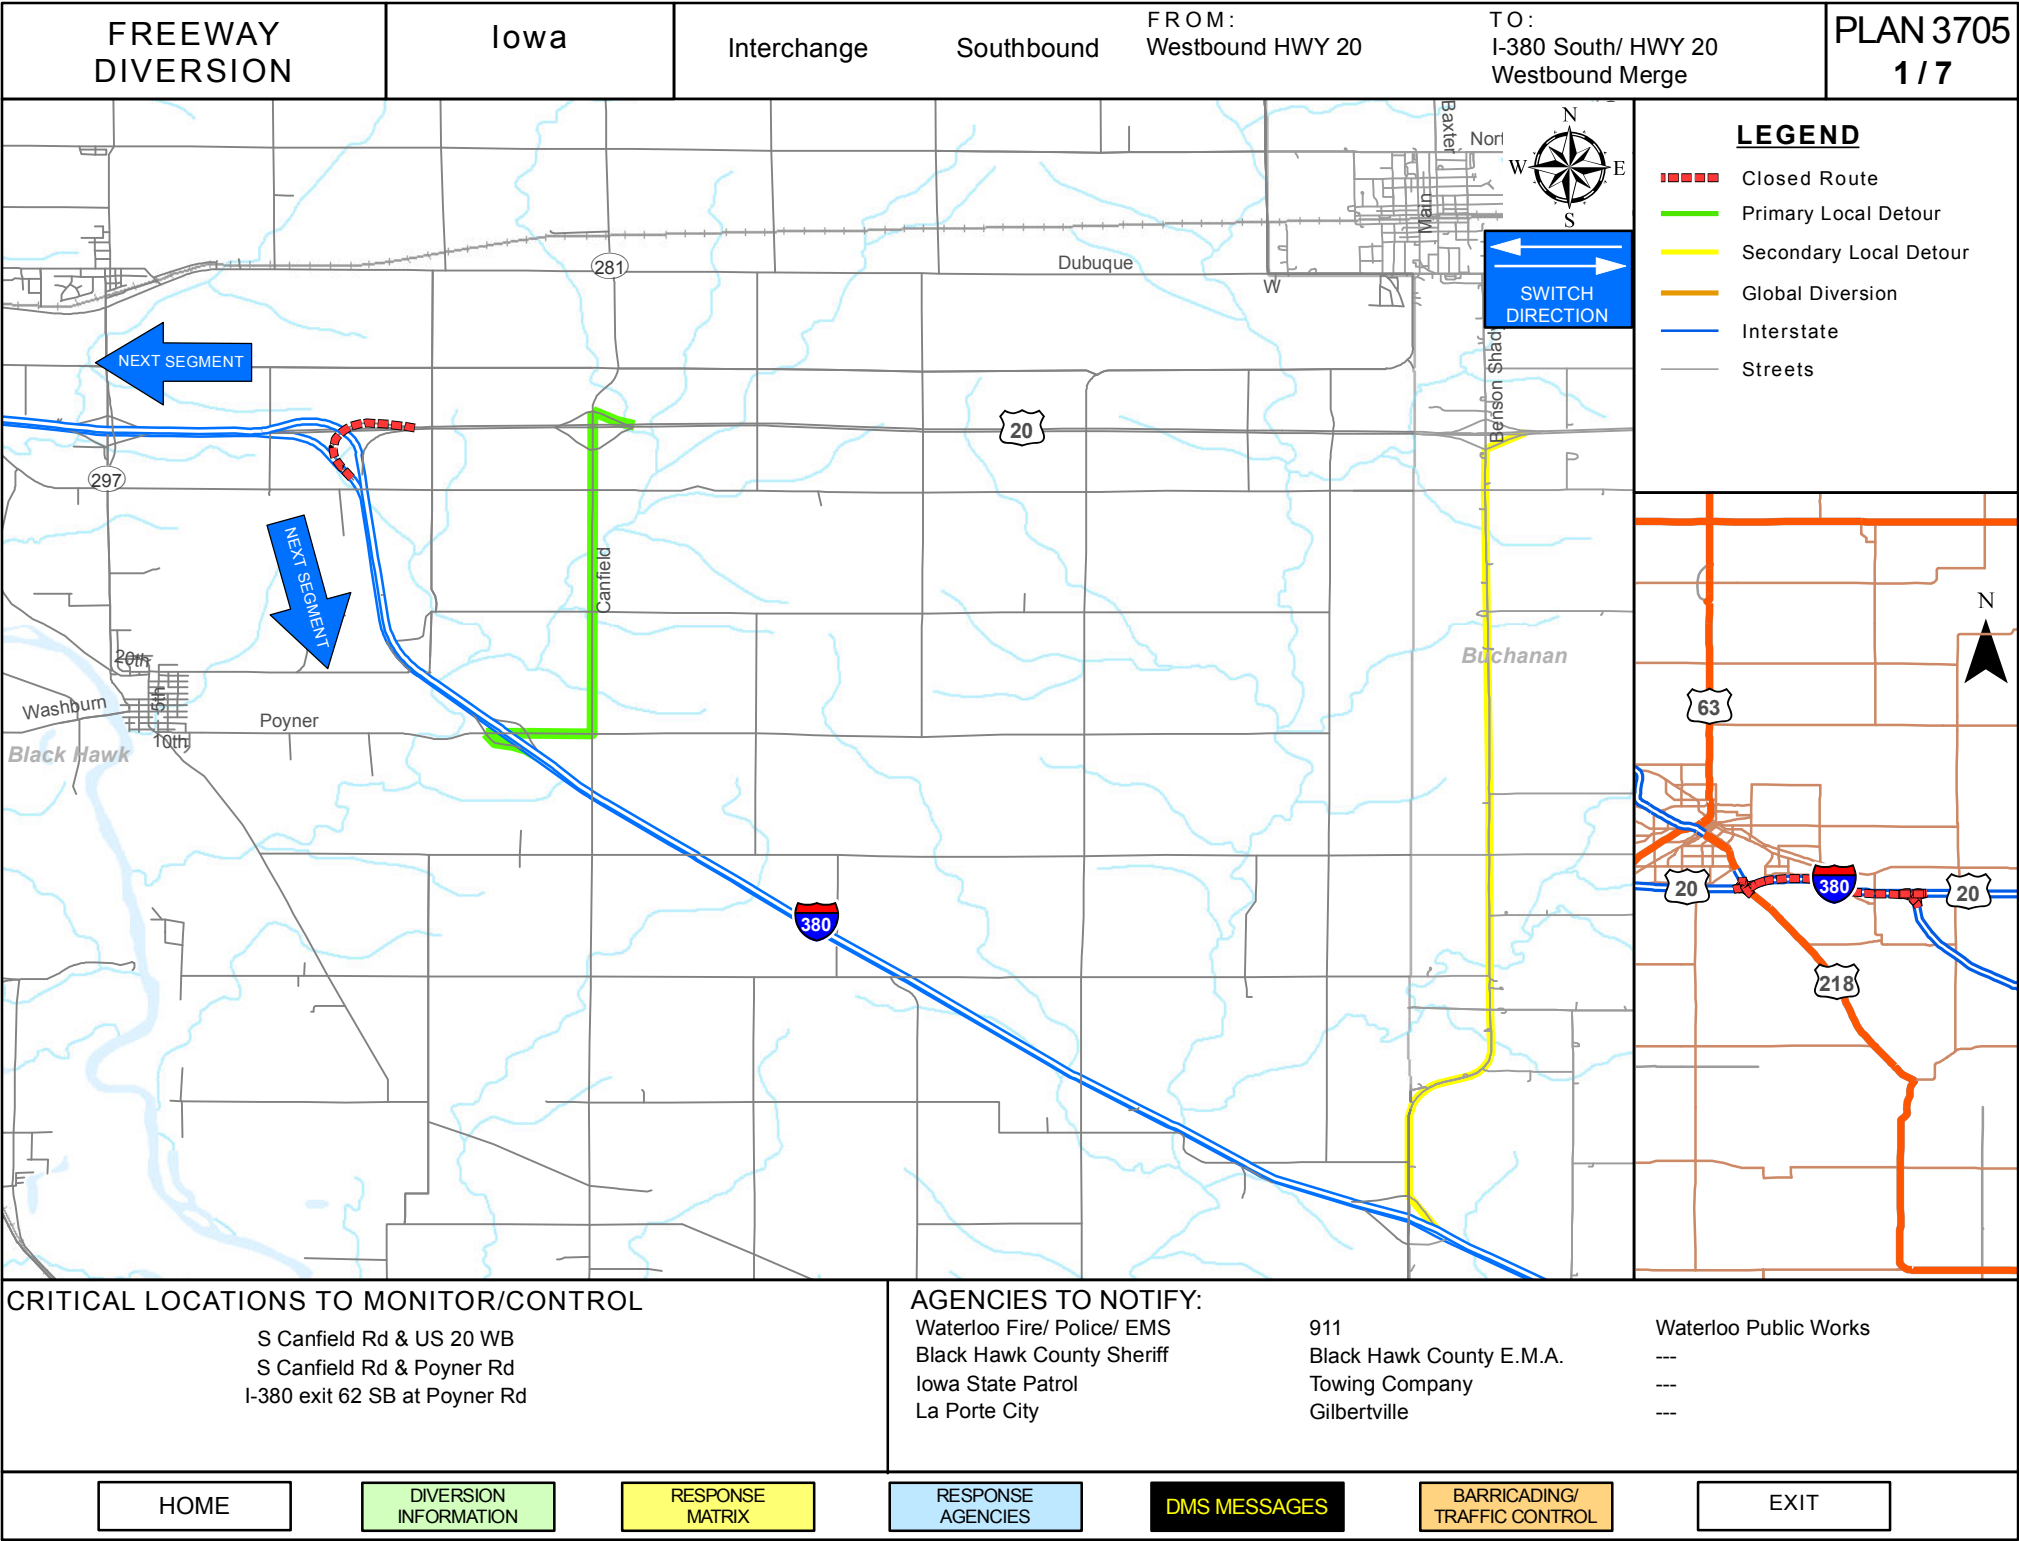 FREEWAY
DIVERSION
Iowa
Interchange
Southbound
FROM:
Westbound HWY 20
TO:
I-380 South/ HWY 20
Westbound Merge
PLAN 3705
1 / 7
Baxter
Nort
Main
N
W
E
S
SWITCH
DIRECTION
281
Dubuque
W
Benson Shady
NEXT SEGMENT
20
297
NEXT SEGMENT
Canfield
Buchanan
20th
5th
Washburn
Poyner
10th
Black Hawk
380
LEGEND
Closed Route
Primary Local Detour
Secondary Local Detour
Global Diversion
Interstate
Streets
N
63
20
380
20
218
CRITICAL LOCATIONS TO MONITOR/CONTROL
S Canfield Rd & US 20 WB
S Canfield Rd & Poyner Rd
I-380 exit 62 SB at Poyner Rd
AGENCIES TO NOTIFY:
Waterloo Fire/ Police/ EMS
911
Waterloo Public Works
Black Hawk County Sheriff
Black Hawk County E.M.A.
---
Iowa State Patrol
Towing Company
---
La Porte City
Gilbertville
---
HOME
DIVERSION
INFORMATION
RESPONSE
MATRIX
RESPONSE
AGENCIES
DMS MESSAGES
BARRICADING/
TRAFFIC CONTROL
EXIT